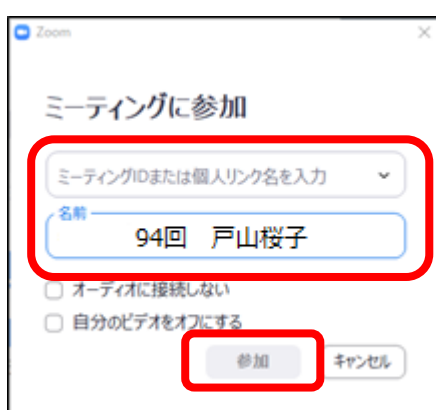 Zoom
ミーティングに参加
ミーティングIDまたは個人リンク名を入力
名前
94回 戸山桜子
オーディオに接続しない
自分のビデオをオフにする
参加 キャンセル